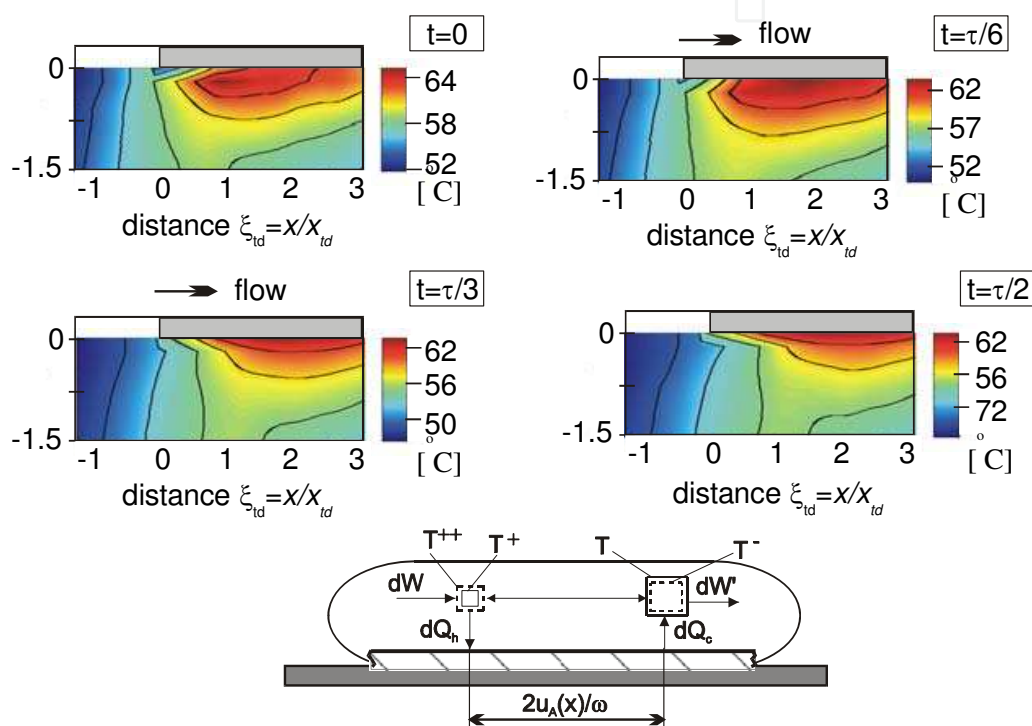 t=0
0
-1.5
-1 0 1 2 3
64
58
52
°
[ C]
distance ξtd=x/xtd
flow
t=τ/6
0
-1.5
-1 0 1 2 3
62
57
52
°
[ C]
distance ξtd=x/xtd
flow
t=τ/3
0
-1.5
-1 0 1 2 3
62
56
50
°
[ C]
distance ξtd=x/xtd
t=τ/2
0
-1.5
-1 0 1 2 3
62
56
72
°
[ C]
distance ξtd=x/xtd
T++ T+ T T-
dW dW'
dQh dQc
2uA(x)/ω